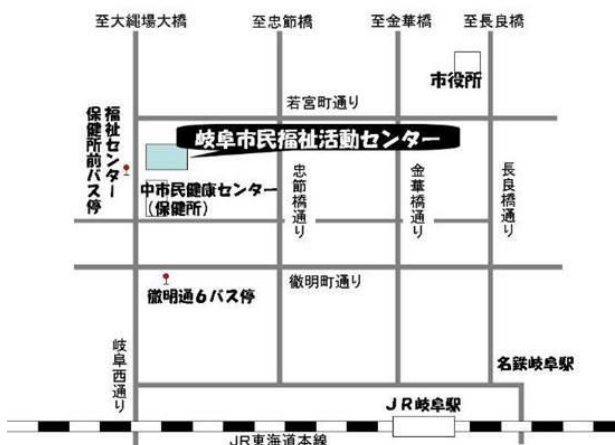 至大縄場大橋
至忠節橋
至金華橋
至長良橋
市役所
若宮町通り
福祉センター
保健所前バス停
岐阜市民福祉活動センター
中市民健康センター
(保健所)
忠節橋通り
金華橋通り
長良橋通り
徹明町通り
徹明通6バス停
岐阜西通り
名鉄岐阜駅
JR岐阜駅
JR東海道本線